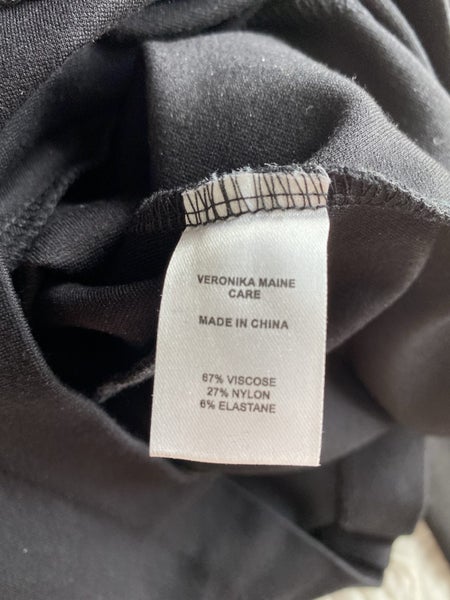 VERONIKA MAINE
CARE
MADE IN CHINA
67% VISCOSE
27% NYLON
6% ELASTANE